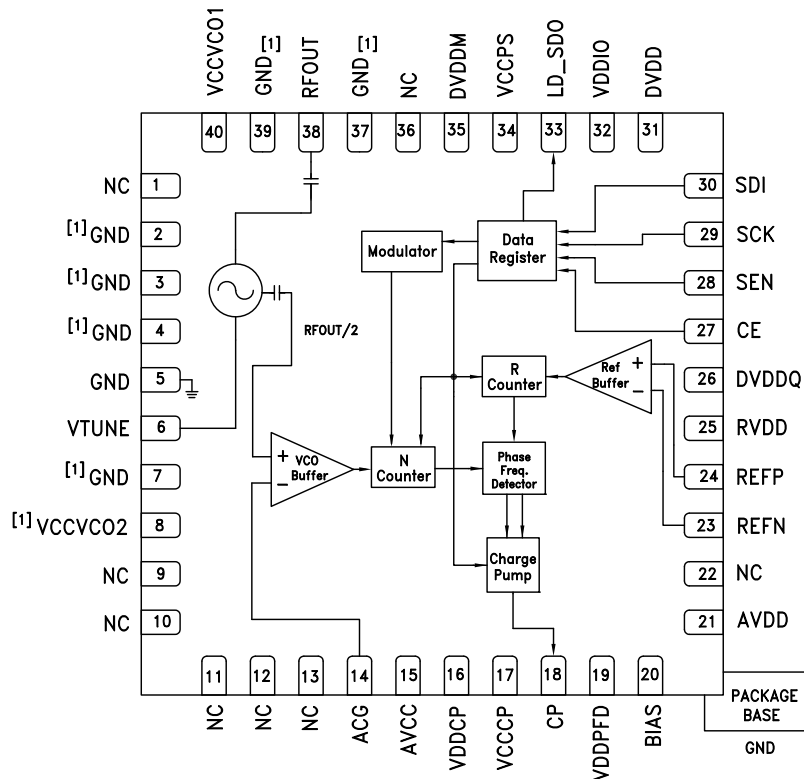 VCCVCO1
GND[1]
RFOUT
GND[1]
NC
DVDDM
VCCPS
LD_SDO
VDDIO
DVDD
40
39
38
37
36
35
34
33
32
31
NC 1
[1]GND 2
[1]GND 3
[1]GND 4
GND 5
VTUNE 6
[1]GND 7
[1]VCCVCO2 8
NC 9
NC 10
30 SDI
29 SCK
28 SEN
27 CE
26 DVDDQ
25 RVDD
24 REFP
23 REFN
22 NC
21 AVDD
Modulator
Data
Register
RFOUT/2
R
Counter
Ref
Buffer
+
−
+
−
VCO
Buffer
N
Counter
Phase
Freq.
Detector
Charge
Pump
11
12
13
14
15
16
17
18
19
20
NC
NC
NC
ACG
AVCC
VDDCP
VCCCP
CP
VDDPFD
BIAS
PACKAGE
BASE
GND